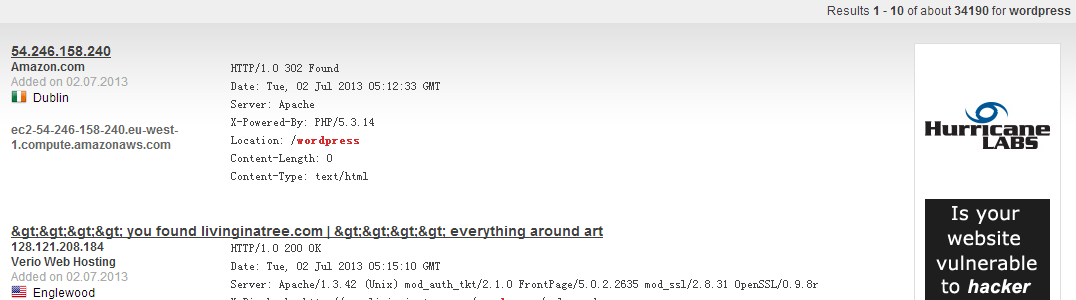 Results 1 - 10 of about 34190 for wordpress
54.246.158.240
Amazon.com
Added on 02.07.2013
Dublin
ec2-54-246-158-240.eu-west-
1.compute.amazonaws.com
HTTP/1.0 302 Found
Date: Tue, 02 Jul 2013 05:12:33 GMT
Server: Apache
X-Powered-By: PHP/5.3.14
Location: /wordpress
Content-Length: 0
Content-Type: text/html
&gt;&gt;&gt;&gt; you found livinginatree.com | &gt;&gt;&gt;&gt; everything around art
128.121.208.184
Verio Web Hosting
Added on 02.07.2013
Englewood
HTTP/1.0 200 OK
Date: Tue, 02 Jul 2013 05:15:10 GMT
Server: Apache/1.3.42 (Unix) mod_auth_tkt/2.1.0 FrontPage/5.0.2.2635 mod_ssl/2.8.31 OpenSSL/0.9.8r
HURRICANE
LABS
Is your
website
vulnerable
to hacker